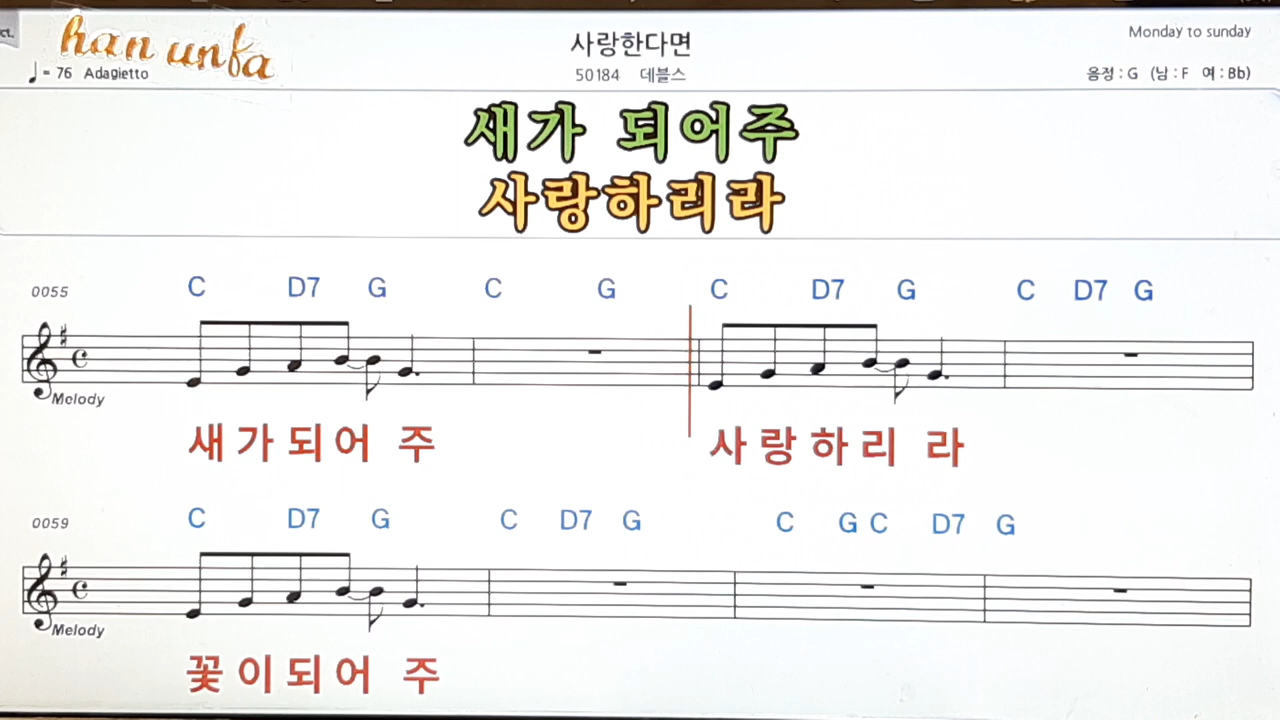 ct.
han unfa
사랑한다면
Monday to sunday
♩= 76 Adagietto
50184 데블스
음정 : G (남 : F 여 : Bb)
새가 되어주
사랑하리라
0055 C D7 G C G C D7 G C D7 G
Melody
새 가 되 어 주 사 랑 하 리 라
0059 C D7 G C D7 G C G C D7 G
Melody
꽃 이 되 어 주